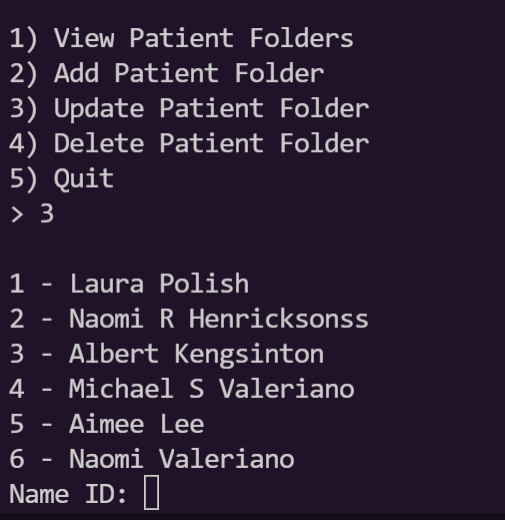 1) View Patient Folders
2) Add Patient Folder
3) Update Patient Folder
4) Delete Patient Folder
5) Quit
> 3
1 - Laura Polish
2 - Naomi R Henricksonss
3 - Albert Kengsinton
4 - Michael S Valeriano
5 - Aimee Lee
6 - Naomi Valeriano
Name ID: